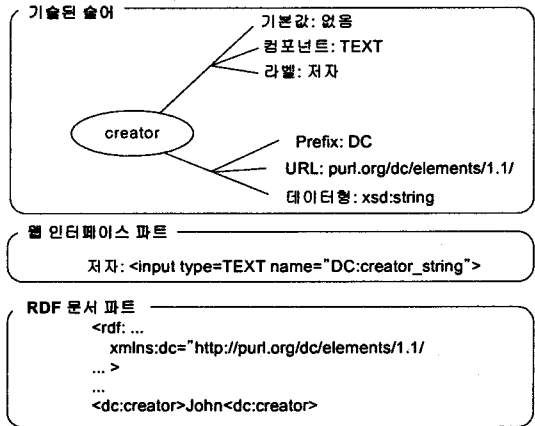 기술된 술어
기본값: 없음
컴포넌트: TEXT
라벨: 저자
creator
Prefix: DC
URL: purl.org/dc/elements/1.1/
데이터형: xsd:string
웹 인터페이스 파트
저자: <input type=TEXT name="DC:creator_string">
RDF 문서 파트
<rdf: ...
xmlns:dc="http://purl.org/dc/elements/1.1/
... >
...
<dc:creator>John<dc:creator>